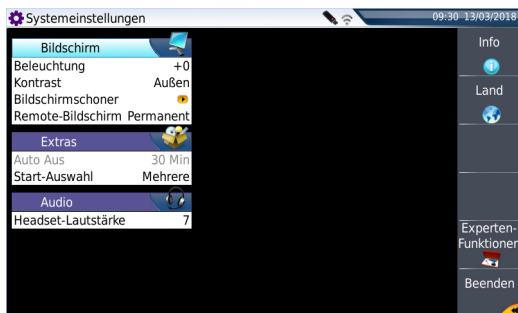 Systemeinstellungen
09:30 13/03/2018
Bildschirm
Beleuchtung +0
Kontrast Außen
Bildschirmschoner
Remote-Bildschirm Permanent
Extras
Auto Aus 30 Min
Start-Auswahl Mehrere
Audio
Headset-Lautstärke 7
Info
Land
Experten-
Funktionen
Beenden